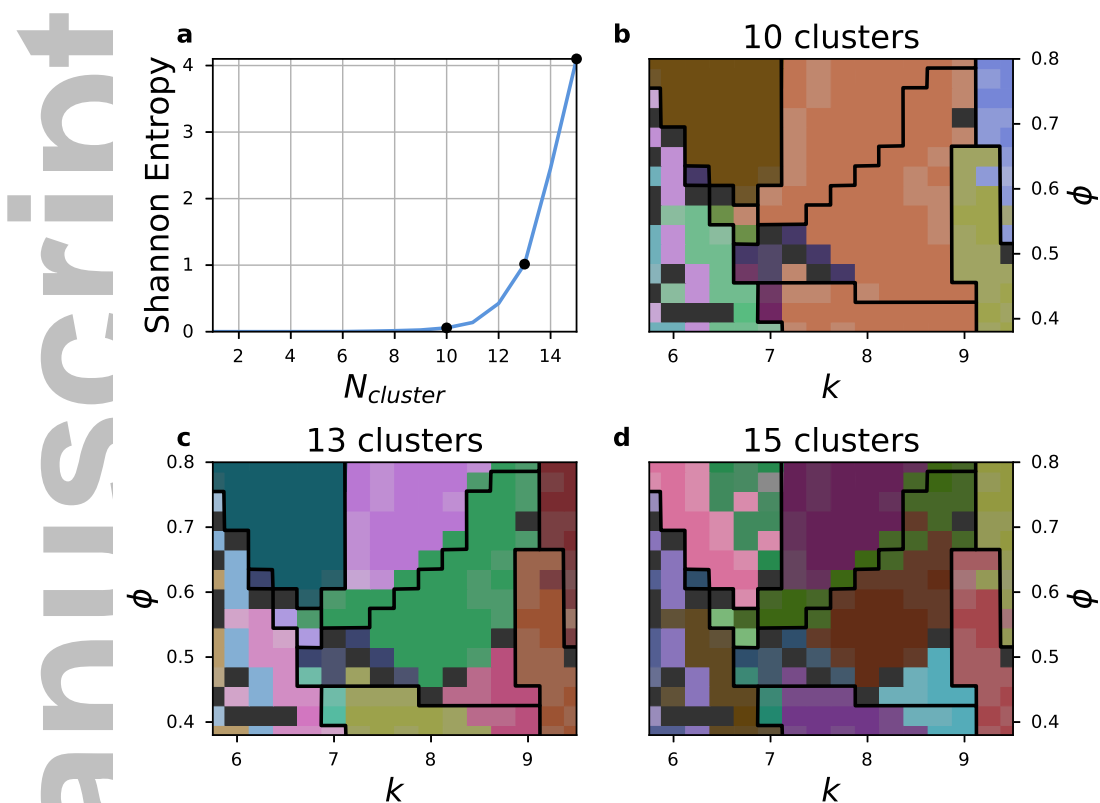 anuscript
a
4
3
2
1
0
Shannon Entropy
2 4 6 8 10 12 14
N_cluster
b
10 clusters
0.8
0.7
0.6
0.5
0.4
ϕ
6 7 8 9
k
c
13 clusters
0.8
0.7
0.6
0.5
0.4
ϕ
6 7 8 9
k
d
15 clusters
0.8
0.7
0.6
0.5
0.4
ϕ
6 7 8 9
k